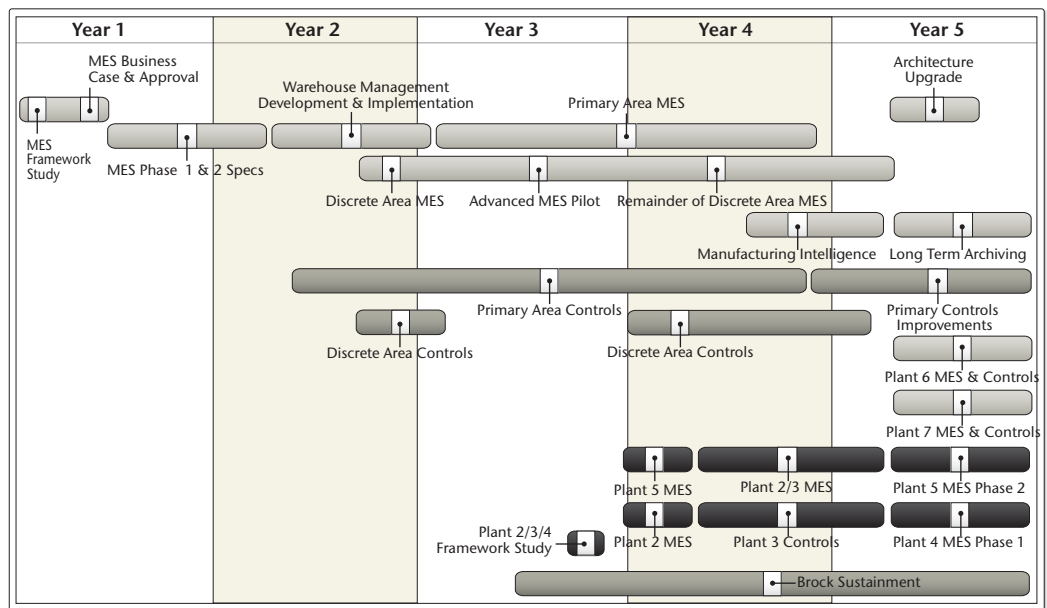 Year 1
Year 2
Year 3
Year 4
Year 5
MES Business
Case & Approval
MES
Framework
Study
MES Phase 1 & 2 Specs
Warehouse Management
Development & Implementation
Primary Area MES
Architecture
Upgrade
Discrete Area MES
Advanced MES Pilot
Remainder of Discrete Area MES
Manufacturing Intelligence
Long Term Archiving
Primary Area Controls
Primary Controls
Improvements
Discrete Area Controls
Discrete Area Controls
Plant 6 MES & Controls
Plant 7 MES & Controls
Plant 5 MES
Plant 2/3 MES
Plant 5 MES Phase 2
Plant 2/3/4
Framework Study
Plant 2 MES
Plant 3 Controls
Plant 4 MES Phase 1
Brock Sustainment